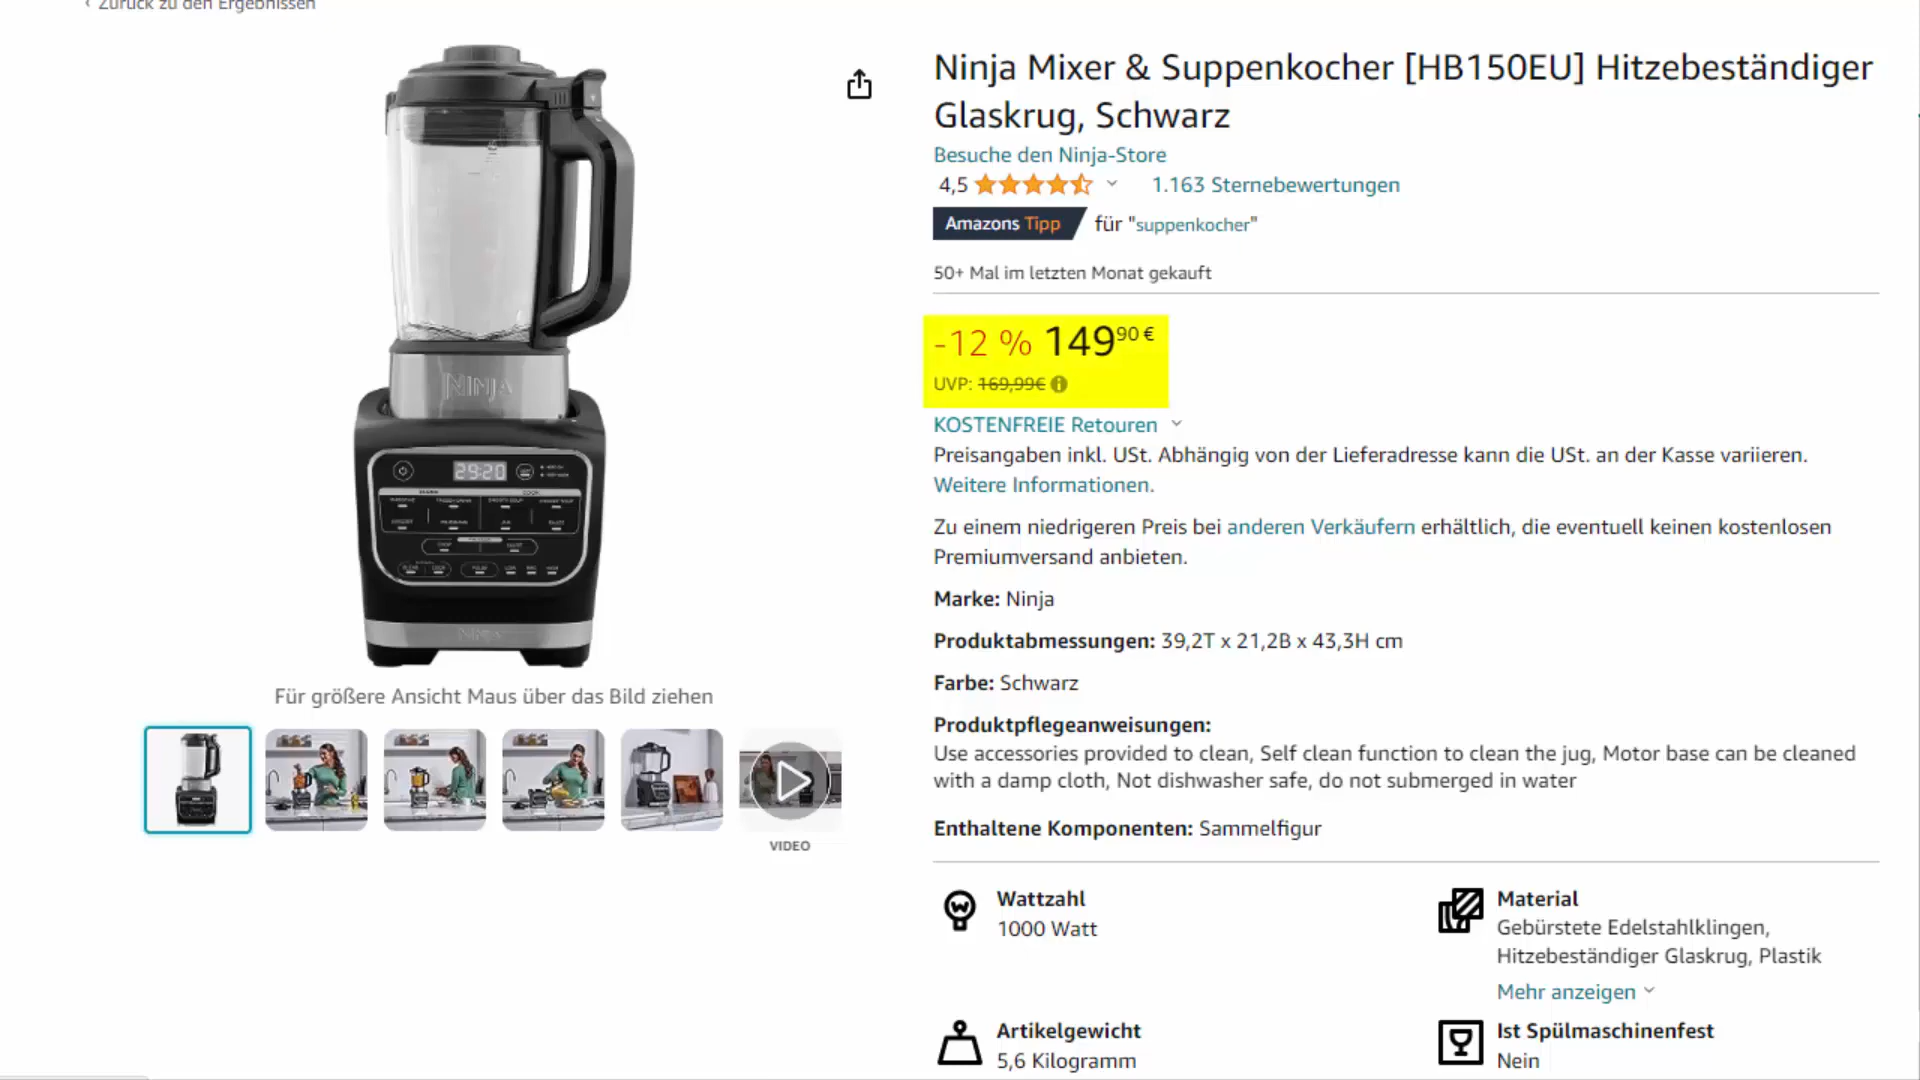 ‹ Zurück zu den Ergebnissen
Ninja Mixer & Suppenkocher [HB150EU] Hitzebeständiger
Glaskrug, Schwarz
Besuche den Ninja-Store
4,5 1.163 Sternebewertungen
Amazons Tipp für "suppenkocher"
50+ Mal im letzten Monat gekauft
-12 % 149 90 €
UVP: 169,99€
KOSTENFREIE Retouren
Preisangaben inkl. USt. Abhängig von der Lieferadresse kann die USt. an der Kasse variieren.
Weitere Informationen.
Zu einem niedrigeren Preis bei anderen Verkäufern erhältlich, die eventuell keinen kostenlosen
Premiumversand anbieten.
Marke: Ninja
Produktabmessungen: 39,2T x 21,2B x 43,3H cm
Farbe: Schwarz
Produktpflegeanweisungen:
Use accessories provided to clean, Self clean function to clean the jug, Motor base can be cleaned
with a damp cloth, Not dishwasher safe, do not submerged in water
Enthaltene Komponenten: Sammelfigur
Wattzahl
1000 Watt
Material
Gebürstete Edelstahlklingen,
Hitzebeständiger Glaskrug, Plastik
Mehr anzeigen
Artikelgewicht
5,6 Kilogramm
Ist Spülmaschinenfest
Nein
NINJA
29:20
NINJA
Für größere Ansicht Maus über das Bild ziehen
VIDEO